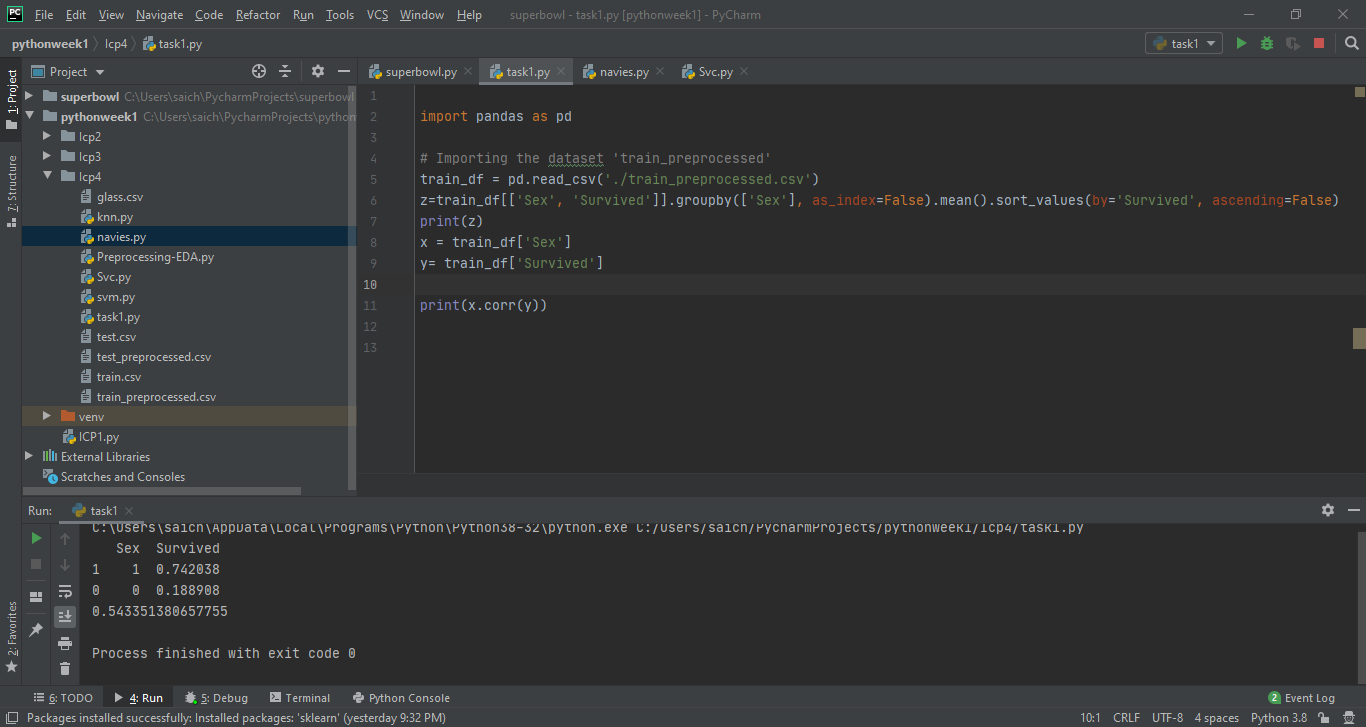 PC File Edit View Navigate Code Refactor Run Tools VCS Window Help superbowl - task1.py [pythonweek1] - PyCharm
pythonweek1 lcp4 task1.py task1
1: Project
7: Structure
2: Favorites
Project
superbowl C:\Users\saich\PycharmProjects\superbowl
pythonweek1 C:\Users\saich\PycharmProjects\python
lcp2
lcp3
lcp4
glass.csv
knn.py
navies.py
Preprocessing-EDA.py
Svc.py
svm.py
task1.py
test.csv
test_preprocessed.csv
train.csv
train_preprocessed.csv
venv
ICP1.py
External Libraries
Scratches and Consoles
superbowl.py task1.py navies.py Svc.py
1
2 import pandas as pd
3
4 # Importing the dataset 'train_preprocessed'
5 train_df = pd.read_csv('./train_preprocessed.csv')
6 z=train_df[['Sex', 'Survived']].groupby(['Sex'], as_index=False).mean().sort_values(by='Survived', ascending=False)
7 print(z)
8 x = train_df['Sex']
9 y= train_df['Survived']
10
11 print(x.corr(y))
12
13
Run: task1
C:\Users\saich\AppData\Local\Programs\Python\Python38-32\python.exe C:/Users/saich/PycharmProjects/pythonweek1/lcp4/task1.py
Sex Survived
1 1 0.742038
0 0 0.188908
0.543351380657755
Process finished with exit code 0
6: TODO 4: Run 5: Debug Terminal Python Console 2 Event Log
Packages installed successfully: Installed packages: 'sklearn' (yesterday 9:32 PM) 10:1 CRLF UTF-8 4 spaces Python 3.8